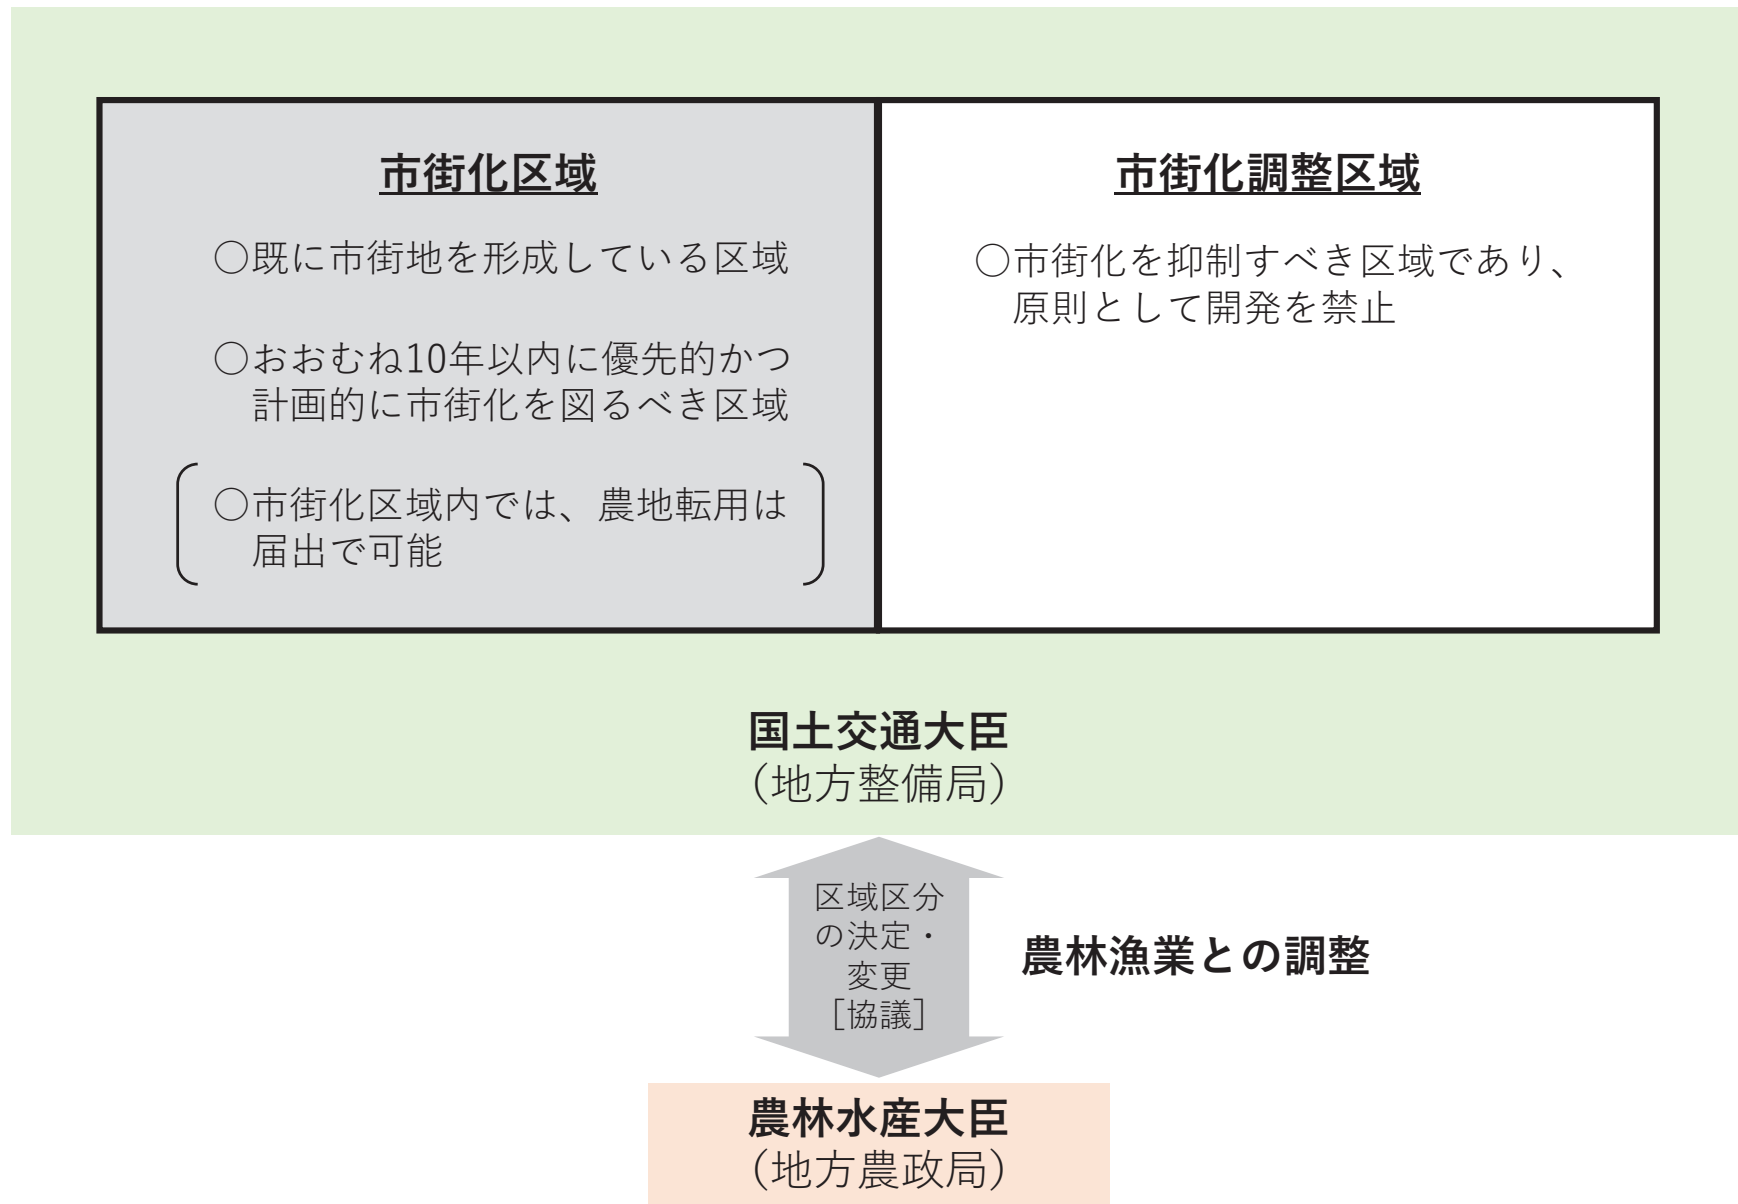 市街化区域
○既に市街地を形成している区域
○おおむね10年以内に優先的かつ
計画的に市街化を図るべき区域
○市街化区域内では、農地転用は
届出で可能
市街化調整区域
○市街化を抑制すべき区域であり、
原則として開発を禁止
国土交通大臣
（地方整備局）
区域区分
の決定・
変更
［協議］
農林漁業との調整
農林水産大臣
（地方農政局）